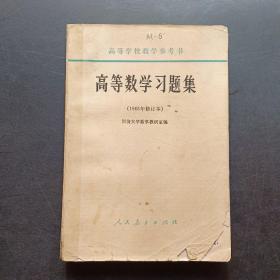 M-5
高等学校教学参考书
高等数学习题集
(1965年修订本)
同济大学数学教研室编
人民教育出版社